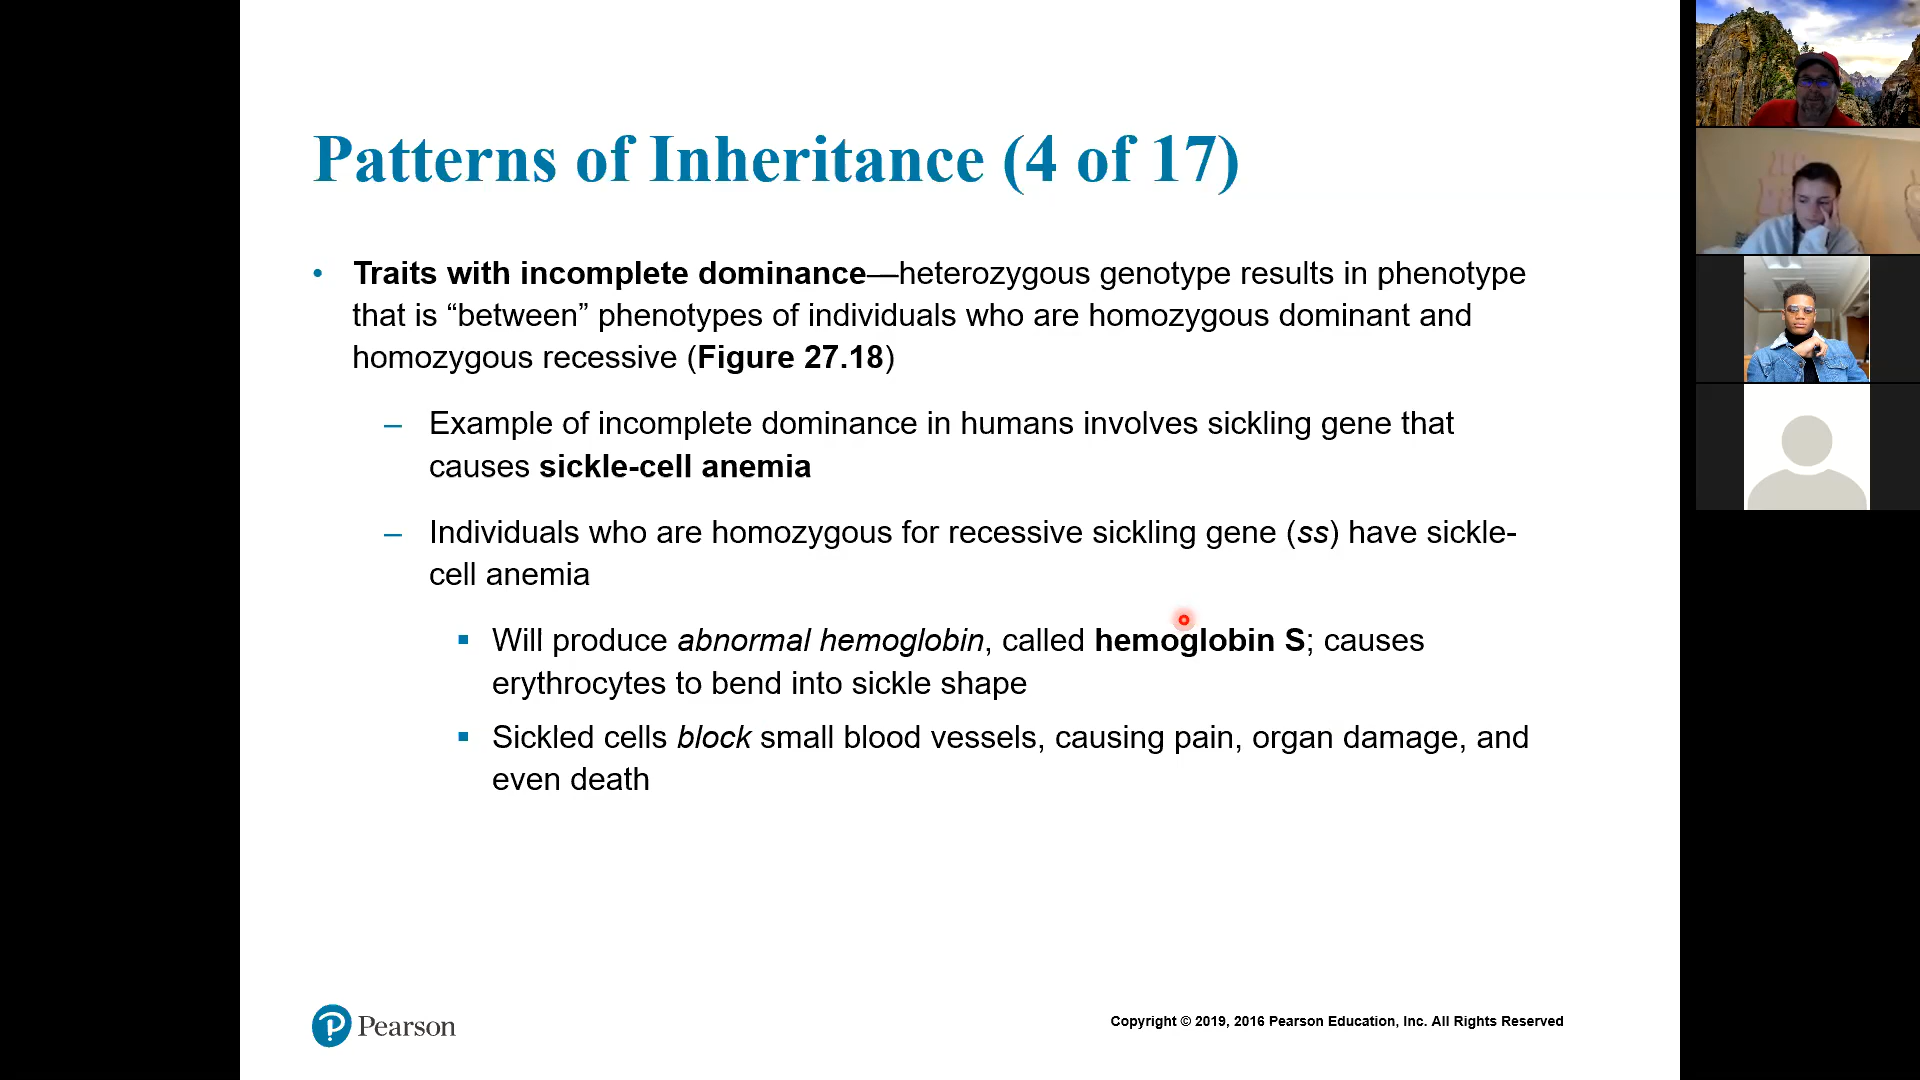 Patterns of Inheritance (4 of 17)
• Traits with incomplete dominance—heterozygous genotype results in phenotype
that is “between” phenotypes of individuals who are homozygous dominant and
homozygous recessive (Figure 27.18)
– Example of incomplete dominance in humans involves sickling gene that
causes sickle-cell anemia
– Individuals who are homozygous for recessive sickling gene (ss) have sickle-
cell anemia
▪ Will produce abnormal hemoglobin, called hemoglobin S; causes
erythrocytes to bend into sickle shape
▪ Sickled cells block small blood vessels, causing pain, organ damage, and
even death
Pearson
Copyright © 2019, 2016 Pearson Education, Inc. All Rights Reserved